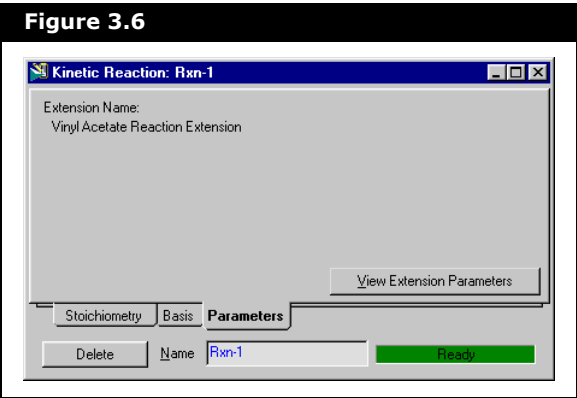 Figure 3.6
Kinetic Reaction: Rxn-1
Extension Name:
Vinyl Acetate Reaction Extension
View Extension Parameters
Stoichiometry Basis Parameters
Delete Name Rxn-1 Ready